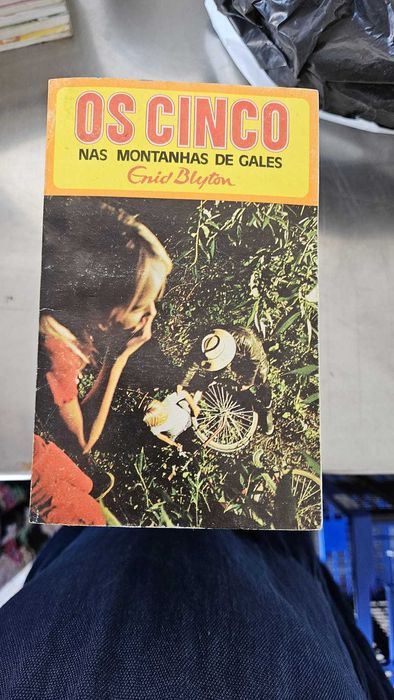 OS CINCO
NAS MONTANHAS DE GALES
Enid Blyton